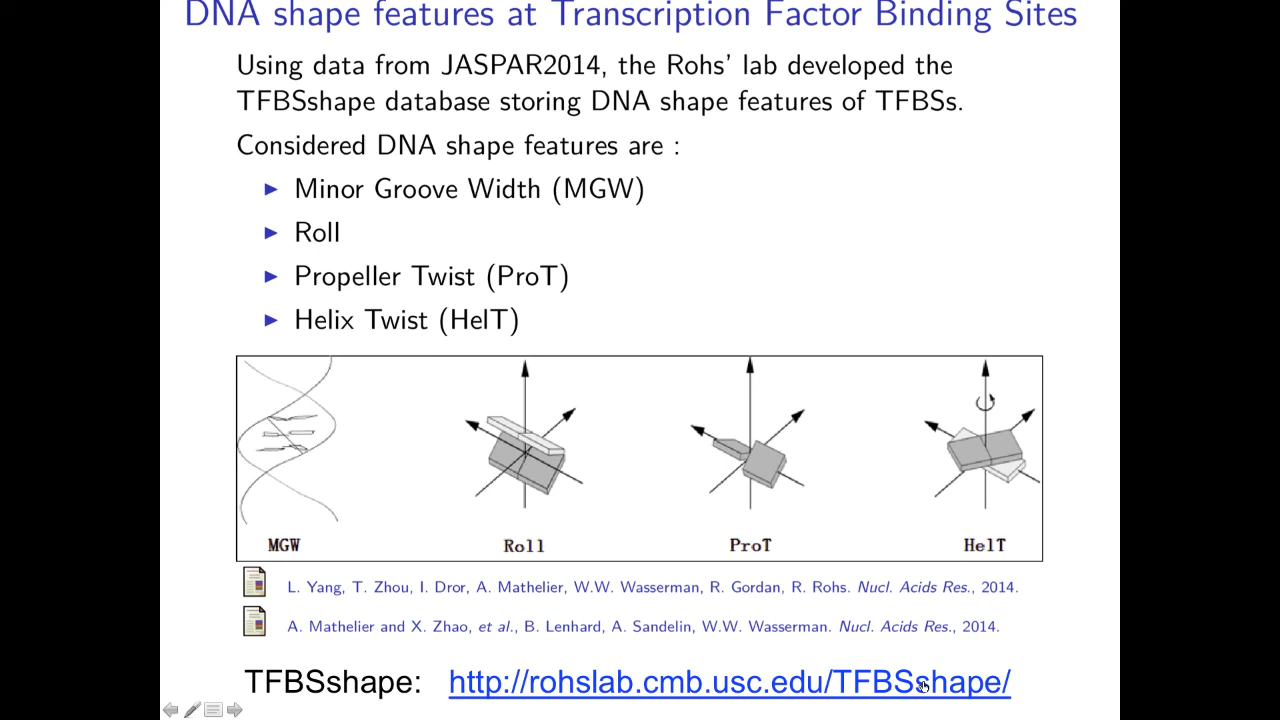 DNA shape features at Transcription Factor Binding Sites
Using data from JASPAR2014, the Rohs' lab developed the
TFBSshape database storing DNA shape features of TFBSs.
Considered DNA shape features are :
Minor Groove Width (MGW)
Roll
Propeller Twist (ProT)
Helix Twist (HelT)
MGW Roll ProT HelT
L. Yang, T. Zhou, I. Dror, A. Mathelier, W.W. Wasserman, R. Gordan, R. Rohs. Nucl. Acids Res., 2014.
A. Mathelier and X. Zhao, et al., B. Lenhard, A. Sandelin, W.W. Wasserman. Nucl. Acids Res., 2014.
TFBSshape: http://rohslab.cmb.usc.edu/TFBSshape/